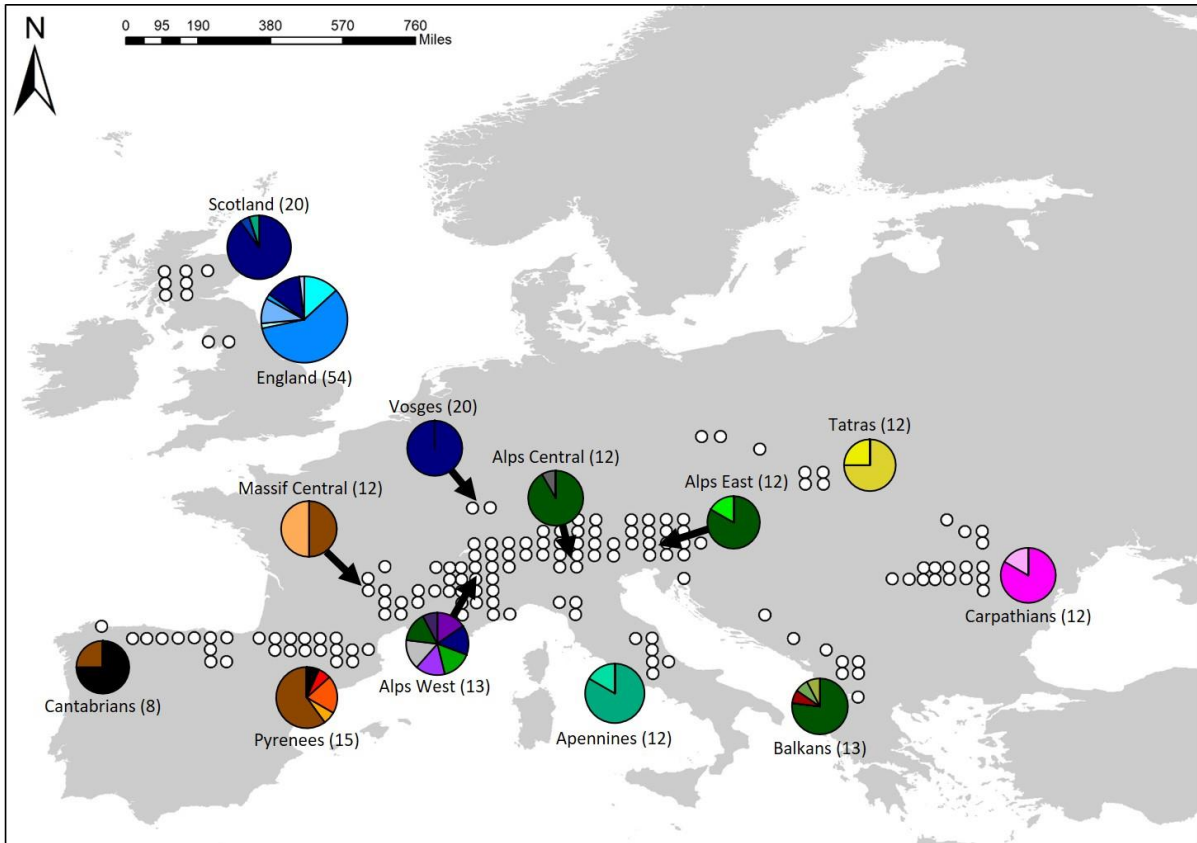 0 95 190 380 570 760
Miles
N
Scotland (20)
England (54)
Vosges (20)
Tatras (12)
Alps Central (12)
Alps East (12)
Massif Central (12)
Carpathians (12)
Alps West (13)
Cantabrians (8)
Pyrenees (15)
Apennines (12)
Balkans (13)